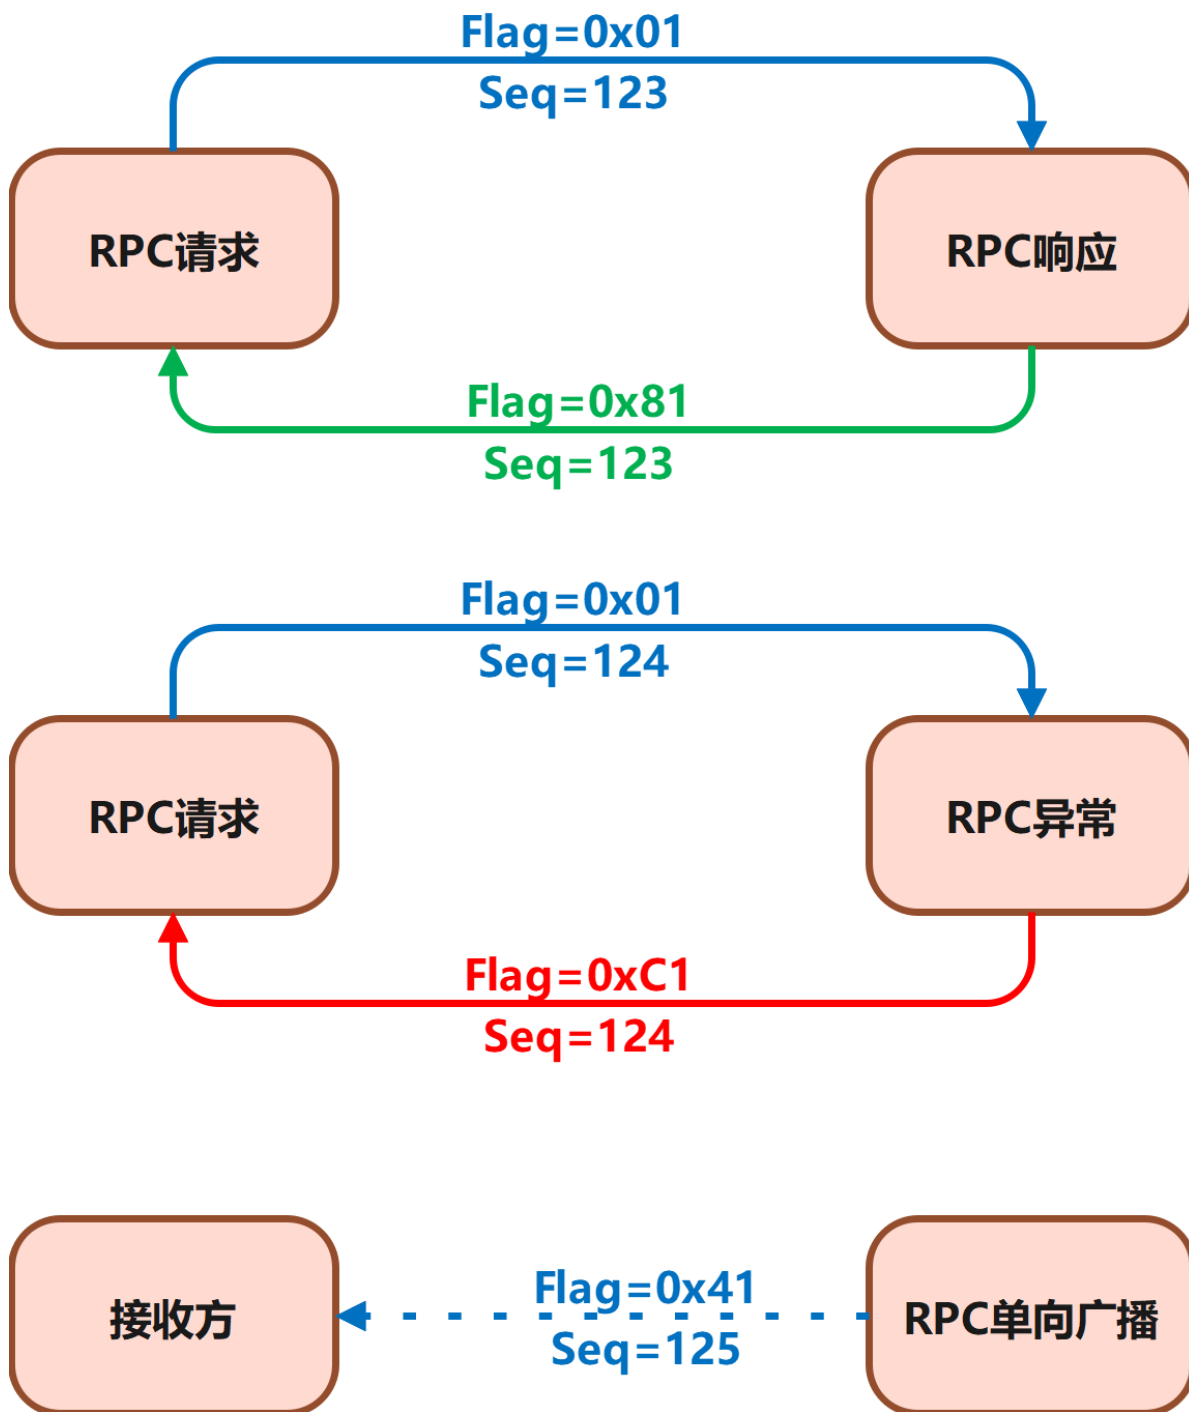 Flag=0x01
Seq=123
RPC请求
RPC响应
Flag=0x81
Seq=123
Flag=0x01
Seq=124
RPC请求
RPC异常
Flag=0xC1
Seq=124
接收方
Flag=0x41
Seq=125
RPC单向广播